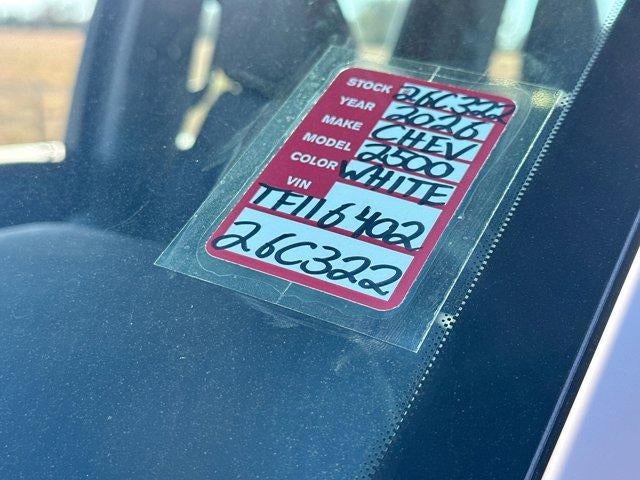 STOCK 26C322
YEAR 2026
MAKE CHEV
MODEL 2500
COLOR WHITE
VIN TF116402
26C322